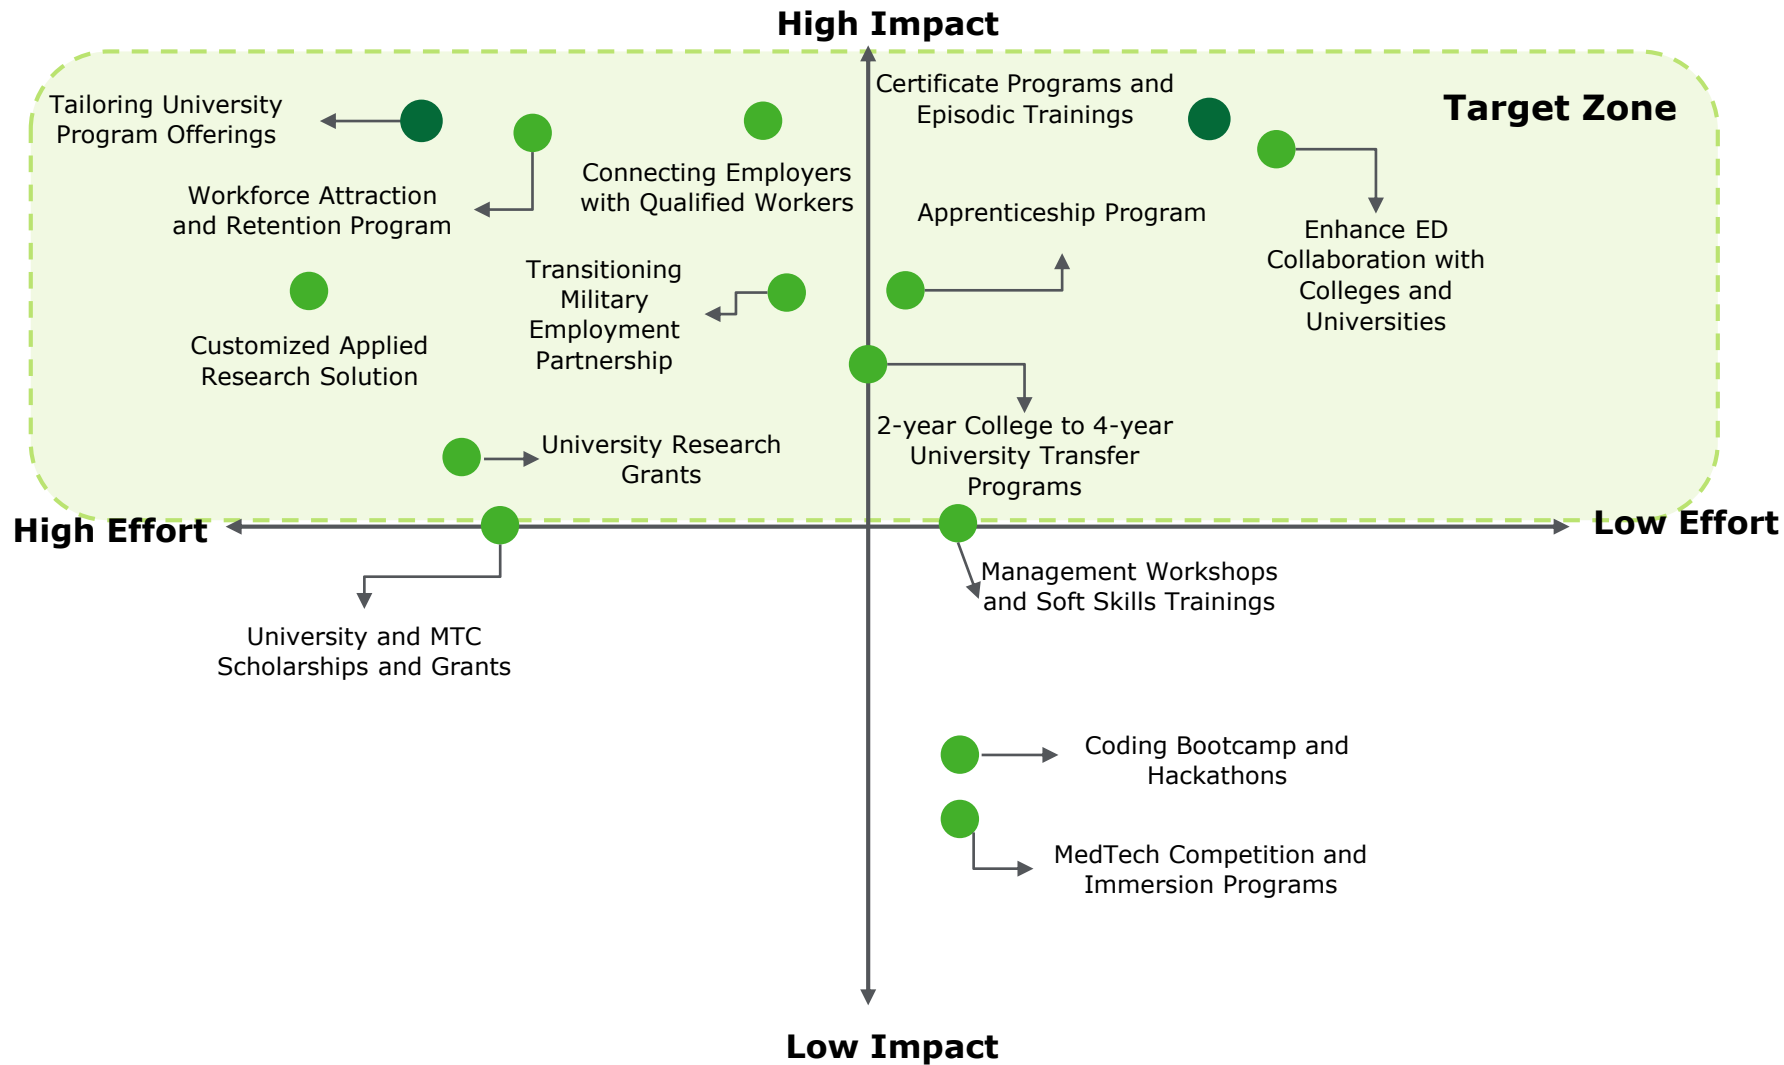 High Impact
Tailoring University
Program Offerings
Certificate Programs and
Episodic Trainings
Target Zone
Workforce Attraction
and Retention Program
Connecting Employers
with Qualified Workers
Apprenticeship Program
Enhance ED
Collaboration with
Colleges and
Universities
Transitioning
Military
Employment
Partnership
Customized Applied
Research Solution
University Research
Grants
2-year College to 4-year
University Transfer
Programs
High Effort
Low Effort
Management Workshops
and Soft Skills Trainings
University and MTC
Scholarships and Grants
Coding Bootcamp and
Hackathons
MedTech Competition and
Immersion Programs
Low Impact